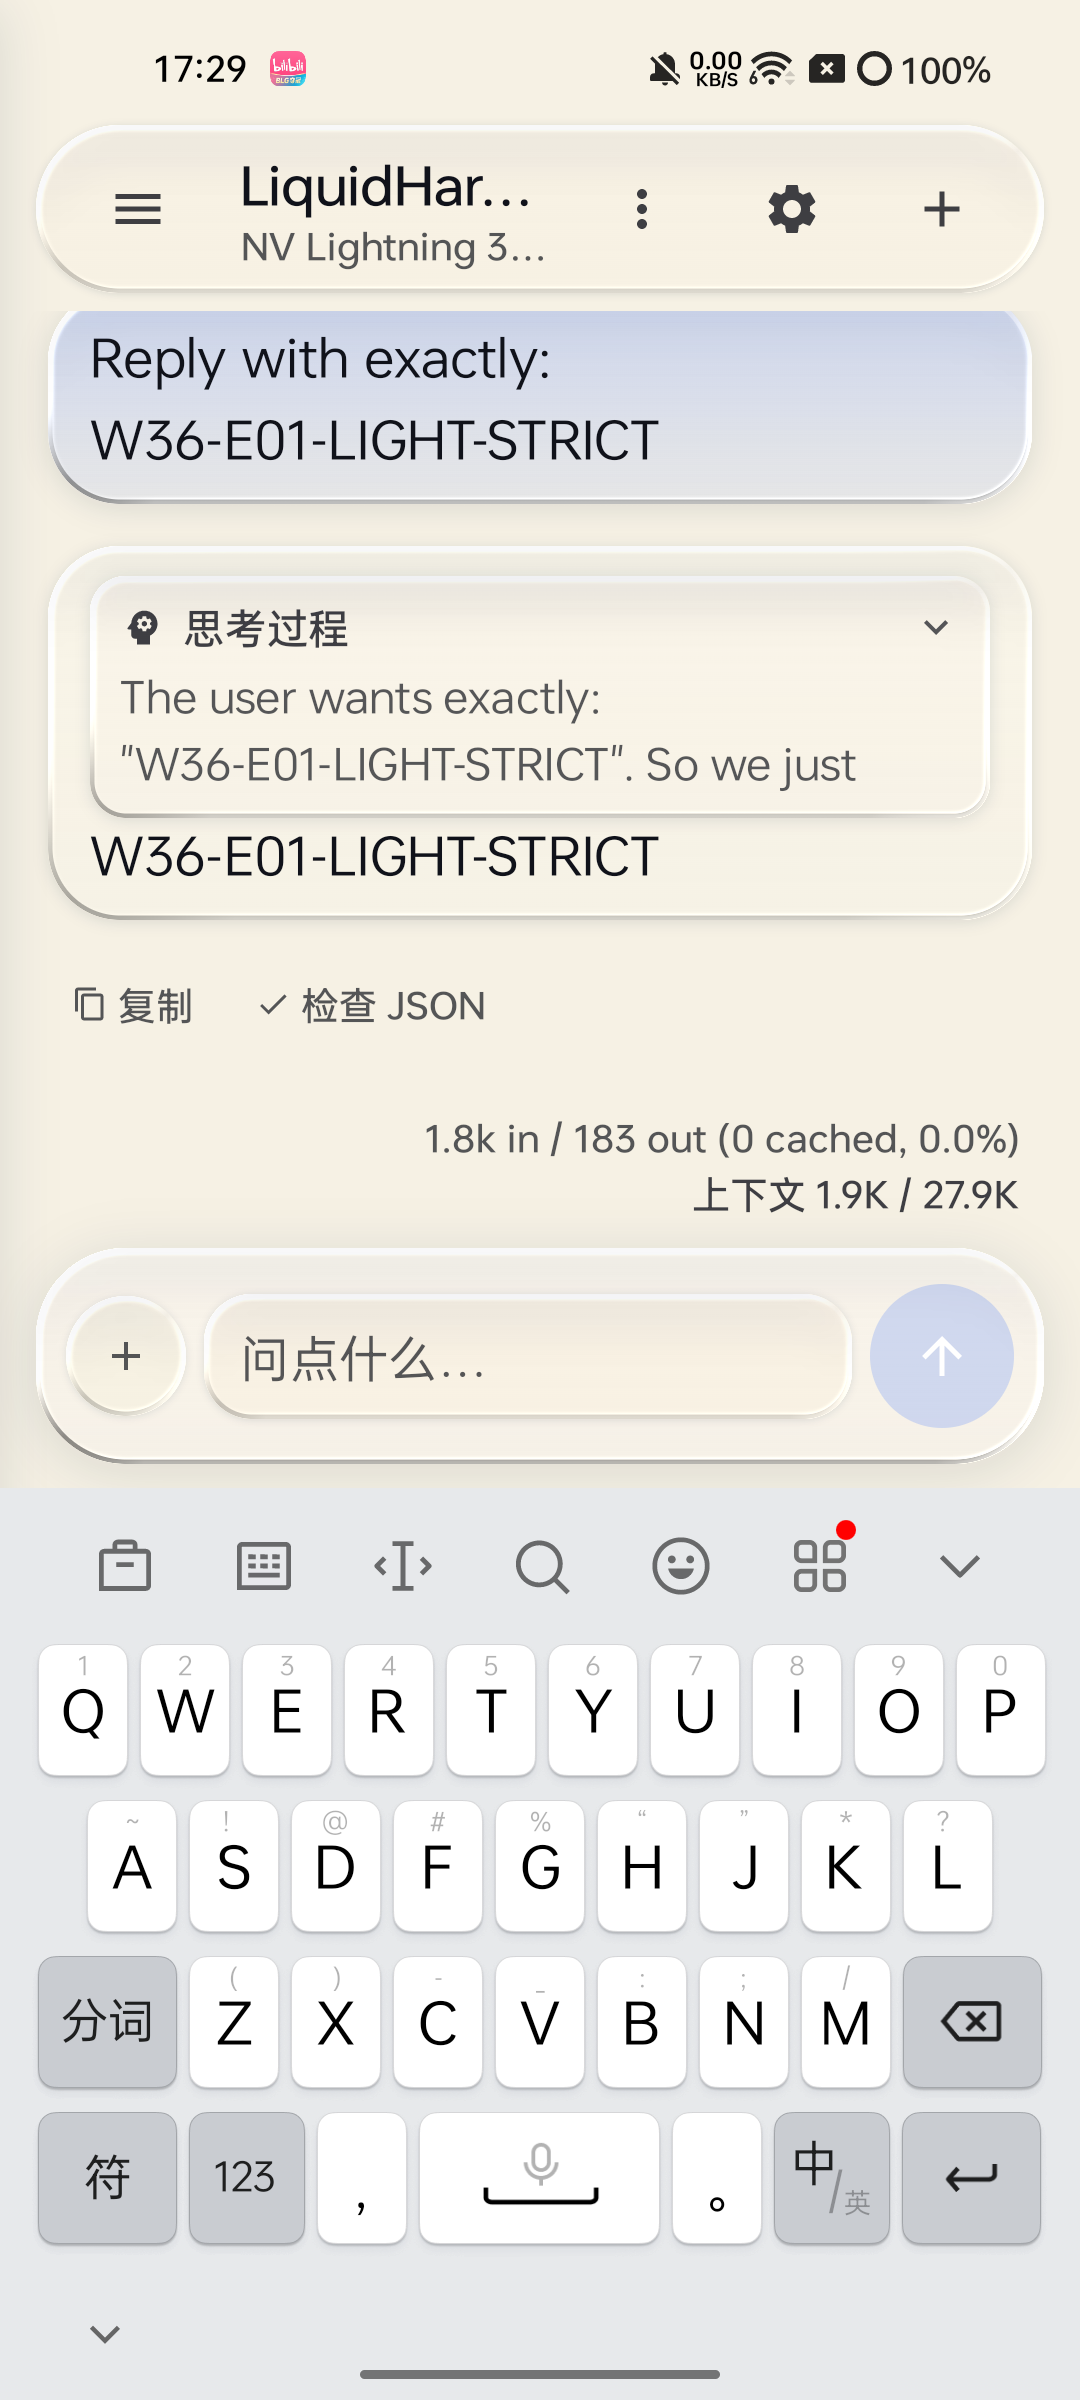 17:29
bilibili
0.00
KB/S
6
100%
LiquidHar...
NV Lightning 3...
Reply with exactly:
W36-E01-LIGHT-STRICT
思考过程
The user wants exactly:
"W36-E01-LIGHT-STRICT". So we just
W36-E01-LIGHT-STRICT
复制
检查 JSON
1.8k in / 183 out (0 cached, 0.0%)
上下文 1.9K / 27.9K
问点什么...
1 2 3 4 5 6 7 8 9 0
Q W E R T Y U I O P
~ ! @ # % “ ” * ?
A S D F G H J K L
( ) - _ : ; /
分词 Z X C V B N M
符 123 , 。 中/英